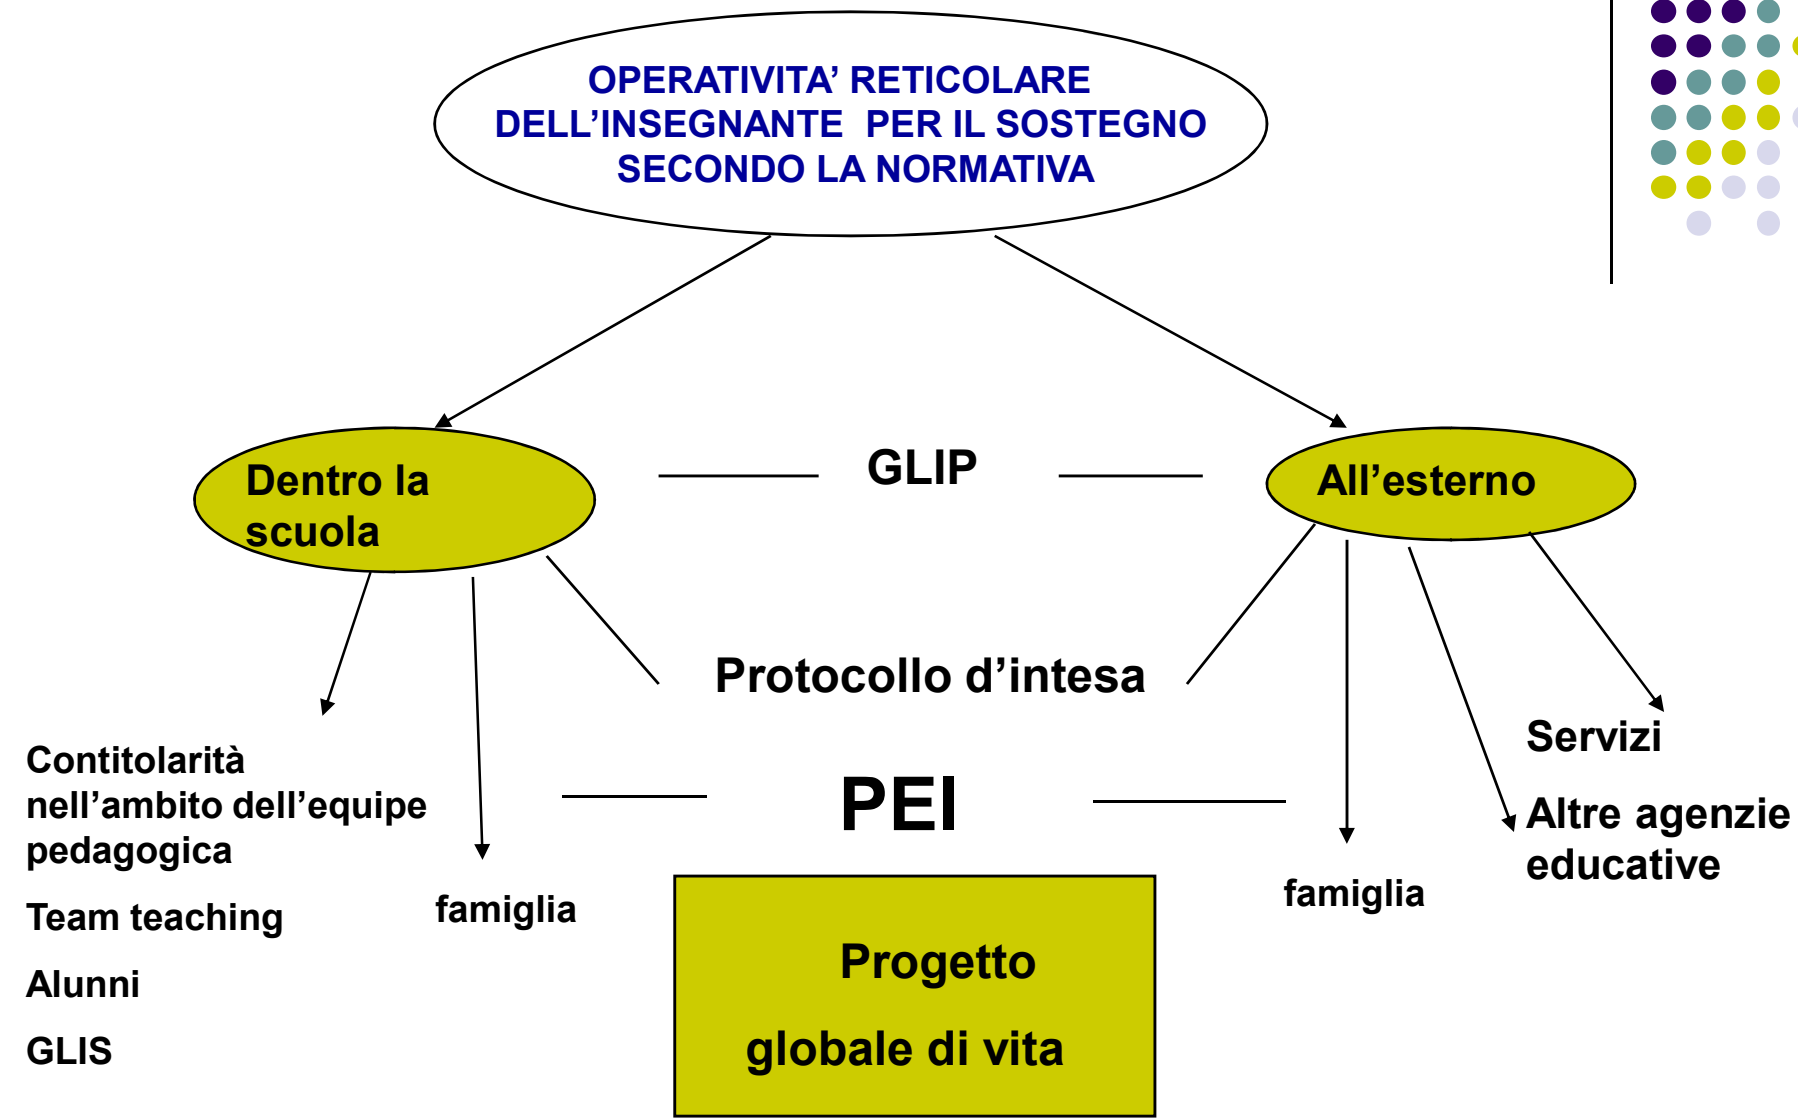 OPERATIVITA’ RETICOLARE
DELL’INSEGNANTE PER IL SOSTEGNO
SECONDO LA NORMATIVA
Dentro la
scuola
GLIP
All’esterno
Protocollo d’intesa
Contitolarità
nell’ambito dell’equipe
pedagogica
Team teaching
Alunni
GLIS
famiglia
PEI
famiglia
Servizi
Altre agenzie
educative
Progetto
globale di vita